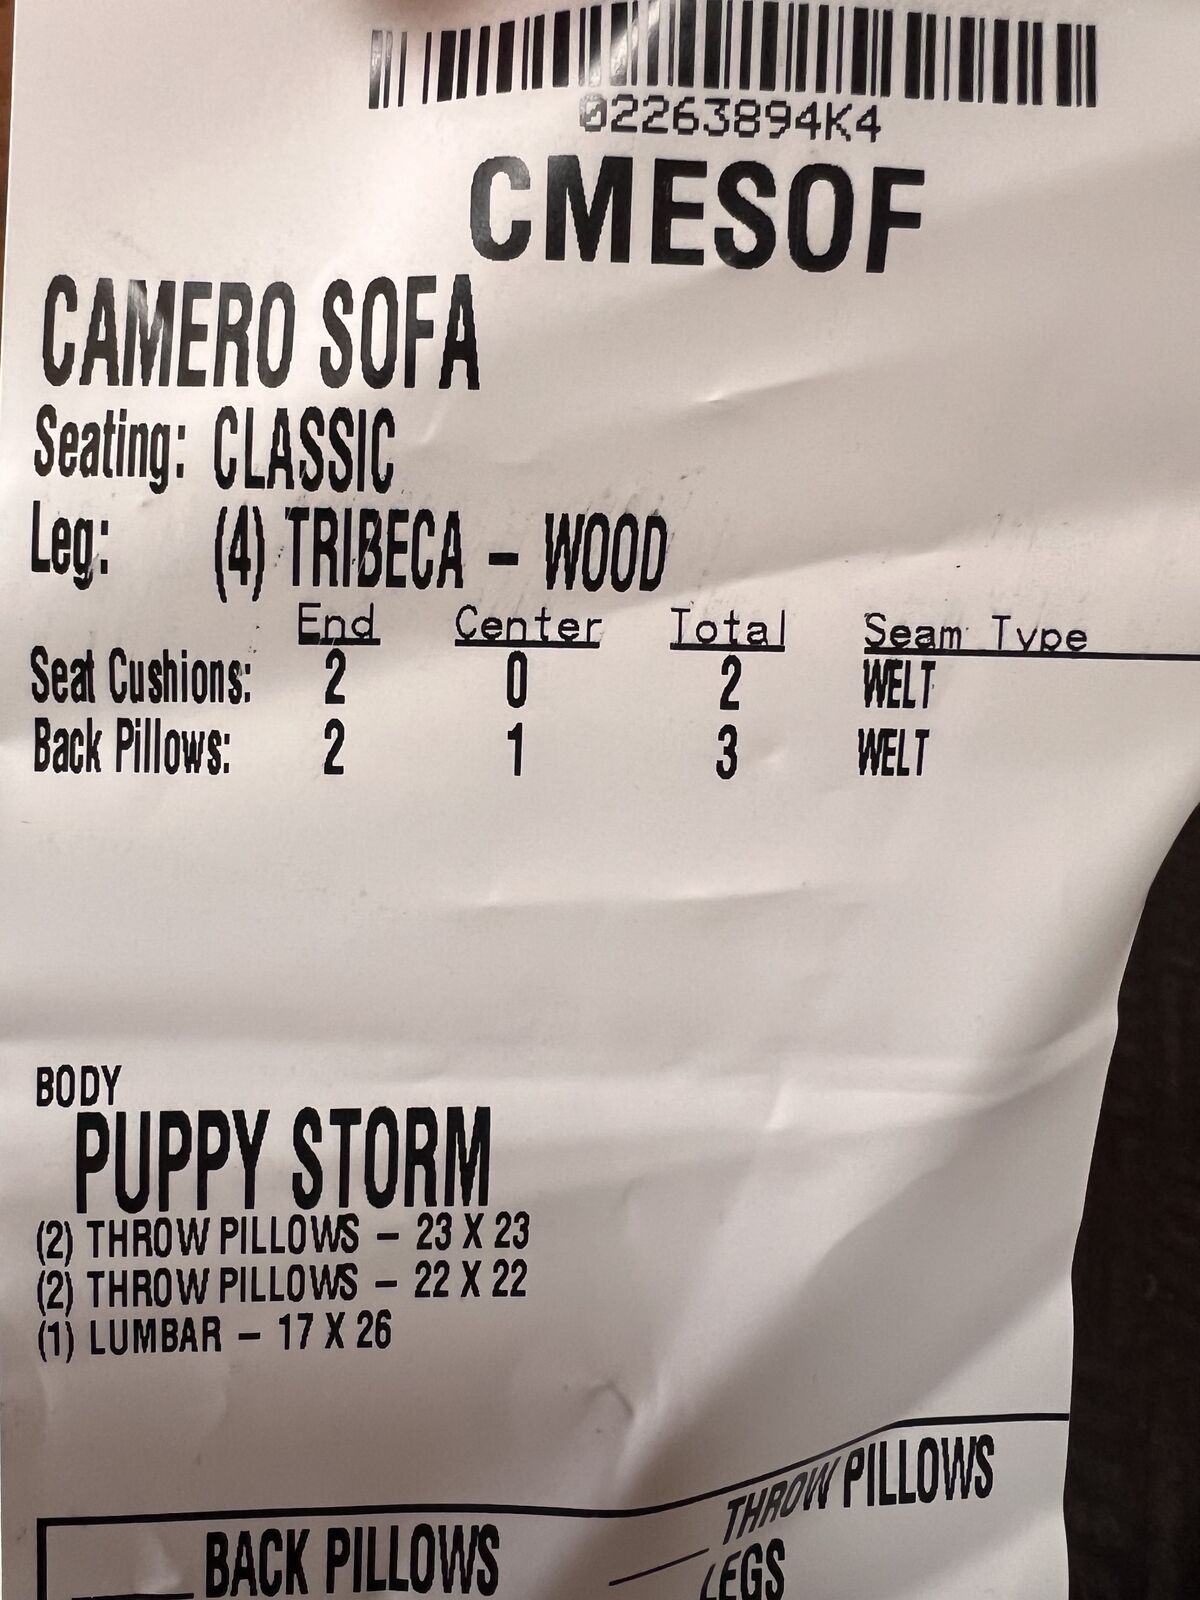 02263894K4
CMESOF
CAMERO SOFA
Seating: CLASSIC
Leg: (4) TRIBECA – WOOD
End Center Total Seam Type
Seat Cushions: 2 0 2 WELT
Back Pillows: 2 1 3 WELT
BODY
PUPPY STORM
(2) THROW PILLOWS – 23 X 23
(2) THROW PILLOWS – 22 X 22
(1) LUMBAR – 17 X 26
THROW PILLOWS
BACK PILLOWS
LEGS